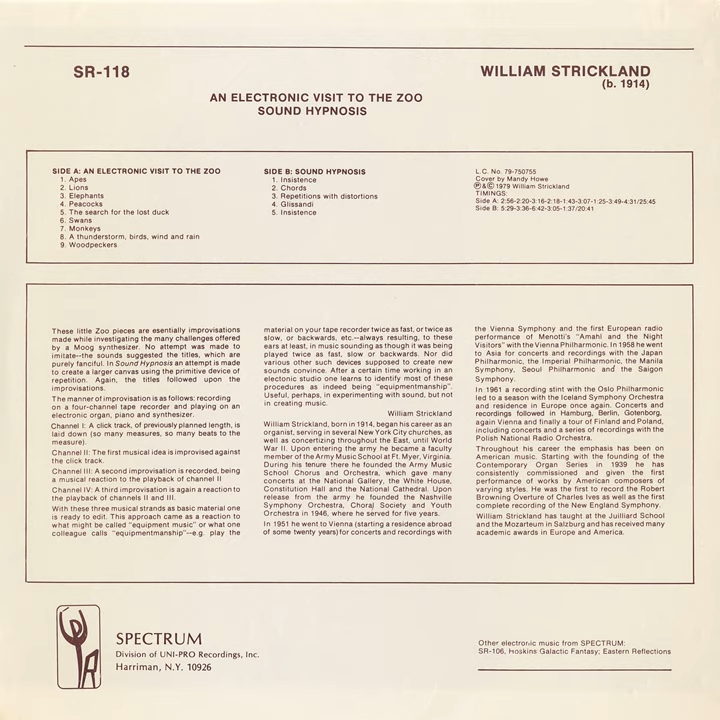 SR-118
WILLIAM STRICKLAND
(b. 1914)
AN ELECTRONIC VISIT TO THE ZOO
SOUND HYPNOSIS
SIDE A: AN ELECTRONIC VISIT TO THE ZOO
1. Apes
2. Lions
3. Elephants
4. Peacocks
5. The search for the lost duck
6. Swans
7. Monkeys
8. A thunderstorm, birds, wind and rain
9. Woodpeckers
SIDE B: SOUND HYPNOSIS
1. Insistence
2. Chords
3. Repetitions with distortions
4. Glissandi
5. Insistence
L.C. No. 79-750755
Cover by Mandy Howe
Ⓟ&Ⓒ 1979 William Strickland
TIMINGS:
Side A: 2:56-2:20-3:16-2:18-1:43-3:07-1:25-3:49-4:31/25:45
Side B: 5:29-3:36-6:42-3:05-1:37/20:41
These little Zoo pieces are esentially improvisations
made while investigating the many challenges offered
by a Moog synthesizer. No attempt was made to
imitate--the sounds suggested the titles, which are
purely fanciful. In Sound Hypnosis an attempt is made
to create a larger canvas using the primitive device of
repetition. Again, the titles followed upon the
improvisations.
The manner of improvisation is as follows: recording
on a four-channel tape recorder and playing on an
electronic organ, piano and synthesizer.
Channel I: A click track, of previously planned length, is
laid down (so many measures, so many beats to the
measure).
Channel II: The first musical idea is improvised against
the click track.
Channel III: A second improvisation is recorded, being
a musical reaction to the playback of channel II
Channel IV: A third improvisation is again a reaction to
the playback of channels II and III.
With these three musical strands as basic material one
is ready to edit. This approach came as a reaction to
what might be called "equipment music" or what one
colleague calls "equipmentmanship"--e.g. play the
material on your tape recorder twice as fast, or twice as
slow, or backwards, etc.--always resulting, to these
ears at least, in music sounding as though it was being
played twice as fast, slow or backwards. Nor did
various other such devices supposed to create new
sounds convince. After a certain time working in an
electonic studio one learns to identify most of these
procedures as indeed being "equipmentmanship".
Useful, perhaps, in experimenting with sound, but not
in creating music.
William Strickland
William Strickland, born in 1914, began his career as an
organist, serving in several New York City churches, as
well as concertizing throughout the East, until World
War II. Upon entering the army he became a faculty
member of the Army Music School at Ft. Myer, Virginia.
During his tenure there he founded the Army Music
School Chorus and Orchestra, which gave many
concerts at the National Gallery, the White House,
Constitution Hall and the National Cathedral. Upon
release from the army he founded the Nashville
Symphony Orchestra, Choral Society and Youth
Orchestra in 1946, where he served for five years.
In 1951 he went to Vienna (starting a residence abroad
of some twenty years) for concerts and recordings with
the Vienna Symphony and the first European radio
performance of Menotti's "Amahl and the Night
Visitors" with the Vienna Philharmonic. In 1958 he went
to Asia for concerts and recordings with the Japan
Philharmonic, the Imperial Philharmonic, the Manila
Symphony, Seoul Philharmonic and the Saigon
Symphony.
In 1961 a recording stint with the Oslo Philharmonic
led to a season with the Iceland Symphony Orchestra
and residence in Europe once again. Concerts and
recordings followed in Hamburg, Berlin, Gotenborg,
again Vienna and finally a tour of Finland and Poland,
including concerts and a series of recordings with the
Polish National Radio Orchestra.
Throughout his career the emphasis has been on
American music. Starting with the founding of the
Contemporary Organ Series in 1939 he has
consistently commissioned and given the first
performance of works by American composers of
varying styles. He was the first to record the Robert
Browning Overture of Charles Ives as well as the first
complete recording of the New England Symphony.
William Strickland has taught at the Juilliard School
and the Mozarteum in Salzburg and has received many
academic awards in Europe and America.
UPR
SPECTRUM
Division of UNI-PRO Recordings, Inc.
Harriman, N.Y. 10926
Other electronic music from SPECTRUM:
SR-106, Hoskins Galactic Fantasy; Eastern Reflections